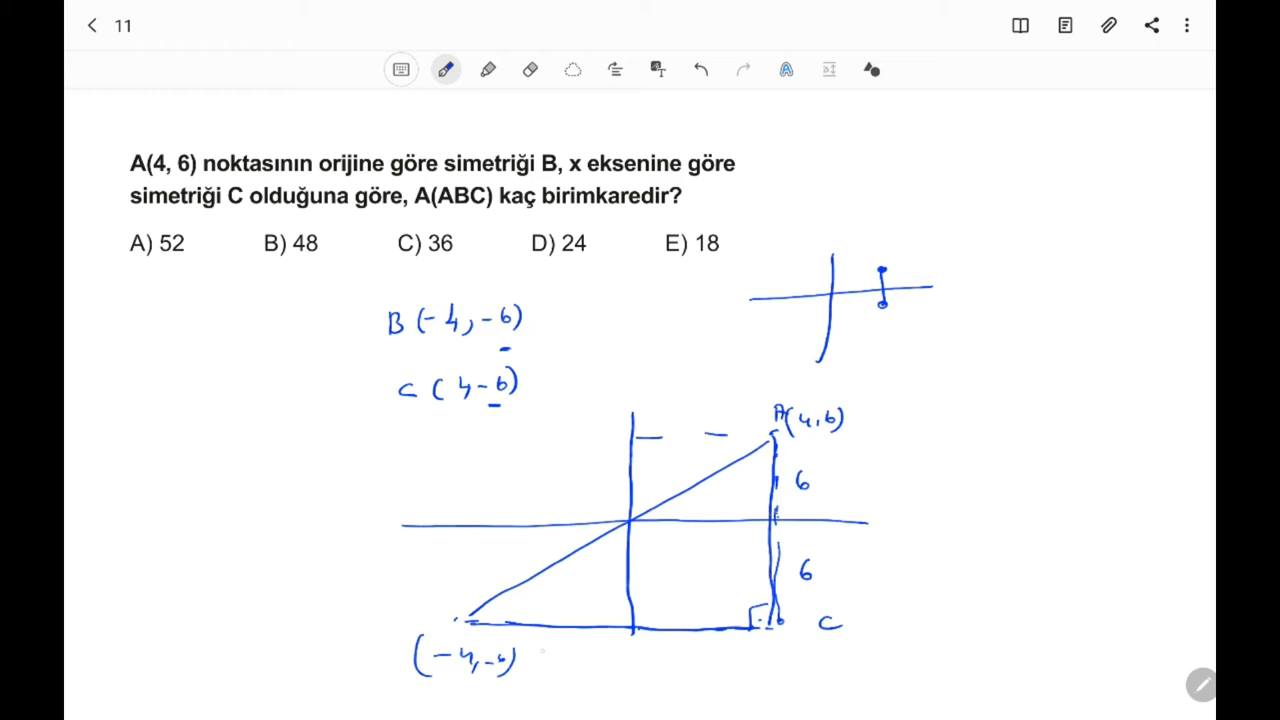 11
A(4, 6) noktasının orijine göre simetriği B, x eksenine göre
simetriği C olduğuna göre, A(ABC) kaç birimkaredir?
A) 52 B) 48 C) 36 D) 24 E) 18
B (-4, -6)
C (4-6)
A(4,6)
6
6
C
(-4,-6)